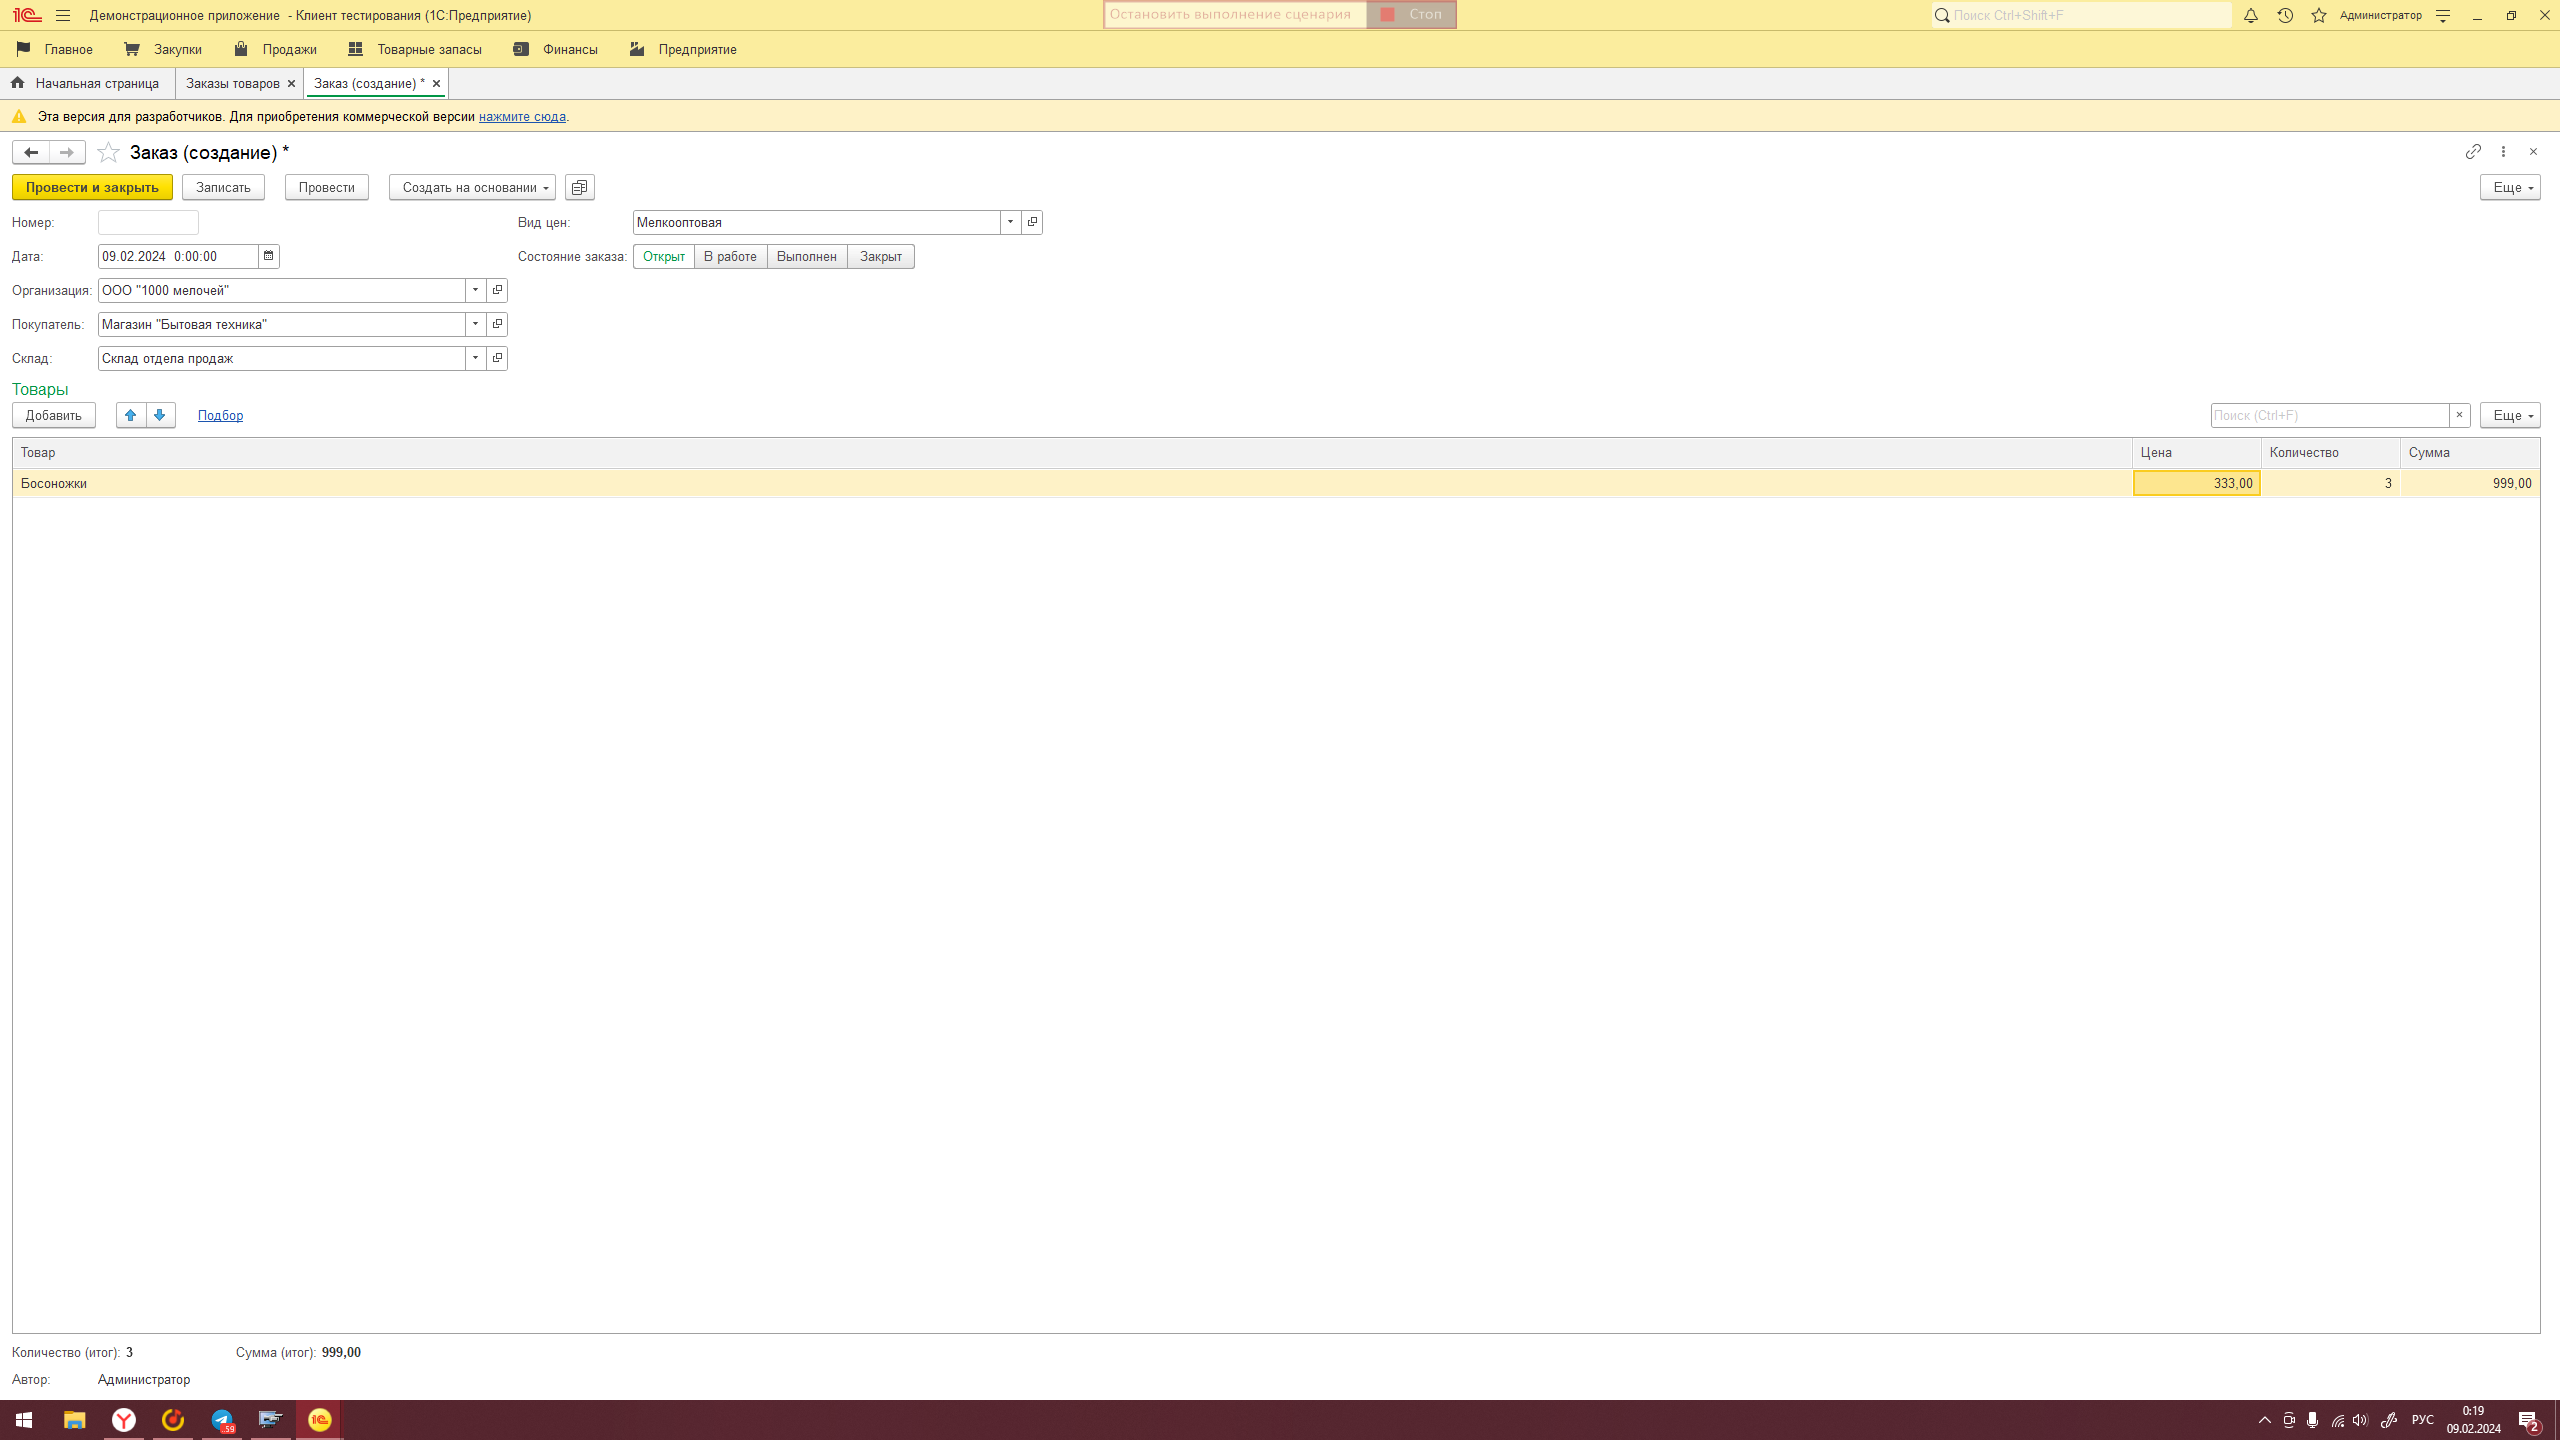 Демонстрационное приложение - Клиент тестирования (1С:Предприятие)
Остановить выполнение сценария Стоп
Поиск Ctrl+Shift+F
Администратор
Главное Закупки Продажи Товарные запасы Финансы Предприятие
Начальная страница Заказы товаров Заказ (создание) *
Эта версия для разработчиков. Для приобретения коммерческой версии нажмите сюда.
Заказ (создание) *
Провести и закрыть Записать Провести Создать на основании Еще
Номер: Вид цен: Мелкооптовая
Дата: 09.02.2024 0:00:00 Состояние заказа: Открыт В работе Выполнен Закрыт
Организация: ООО "1000 мелочей"
Покупатель: Магазин "Бытовая техника"
Склад: Склад отдела продаж
Товары
Добавить Подбор Поиск (Ctrl+F) Еще
Товар Цена Количество Сумма
Босоножки 333,00 3 999,00
Количество (итог): 3 Сумма (итог): 999,00
Автор: Администратор
59
РУС
0:19
09.02.2024
2